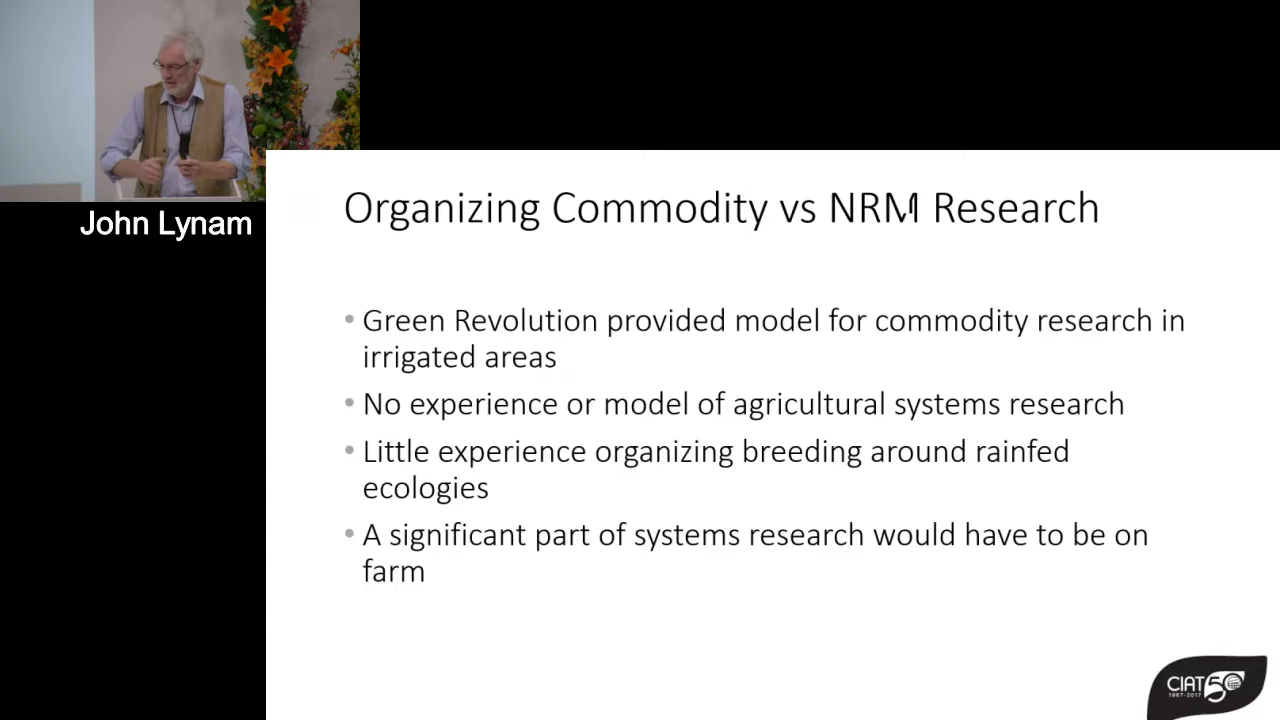 John Lynam
Organizing Commodity vs NRM Research
• Green Revolution provided model for commodity research in
irrigated areas
• No experience or model of agricultural systems research
• Little experience organizing breeding around rainfed
ecologies
• A significant part of systems research would have to be on
farm
CIAT 50
1967-2017